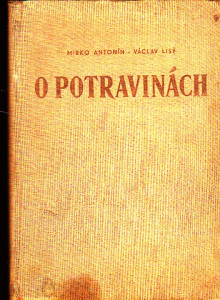 MIRKO ANTONÍN - VÁCLAV LISÝ
O POTRAVINÁCH